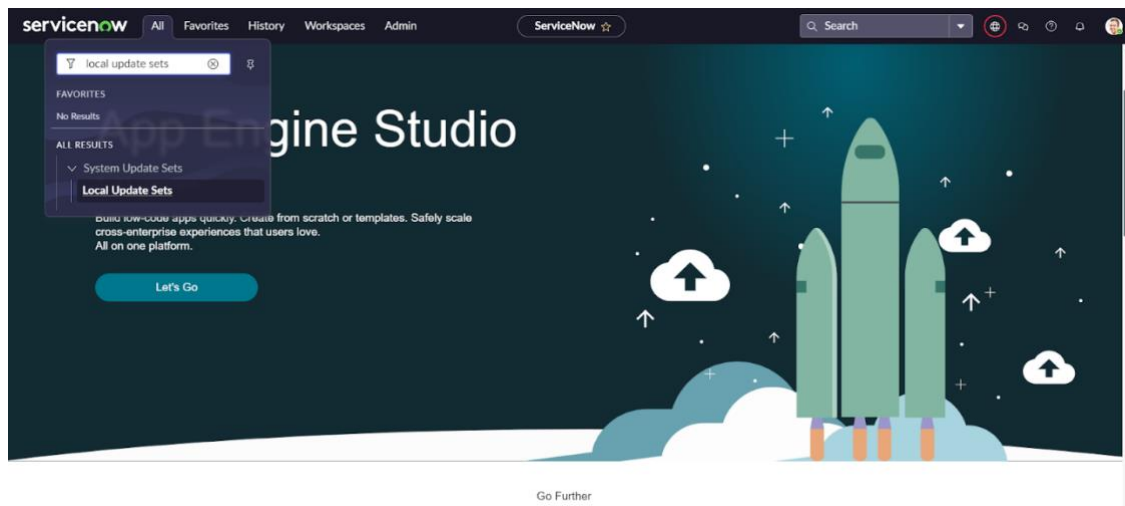 servicenow All Favorites History Workspaces Admin ServiceNow Search
local update sets
FAVORITES
No Results
App Engine Studio
ALL RESULTS
System Update Sets
Local Update Sets
Build low-code apps quickly. Create from scratch or templates. Safely scale
cross-enterprise experiences that users love.
All on one platform.
Let's Go
Go Further